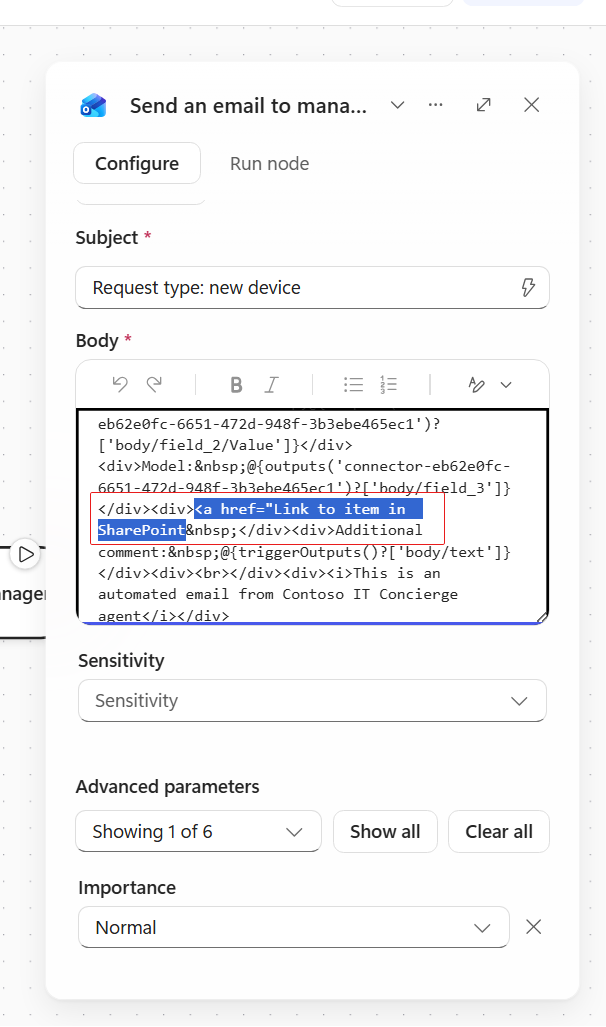 Send an email to mana...
Configure
Run node
Subject *
Request type: new device
Body *
B I
eb62e0fc-6651-472d-948f-3b3ebe465ec1')?
['body/field_2/Value']}</div>
<div>Model:&nbsp;@{outputs('connector-eb62e0fc-
6651-472d-948f-3b3ebe465ec1')?['body/field_3']}
</div><div><a href="Link to item in
SharePoint&nbsp;</div><div>Additional
comment:&nbsp;@{triggerOutputs()?['body/text']}
</div><div><br></div><div><i>This is an
automated email from Contoso IT Concierge
agent</i></div>
nager
Sensitivity
Sensitivity
Advanced parameters
Showing 1 of 6
Show all
Clear all
Importance
Normal